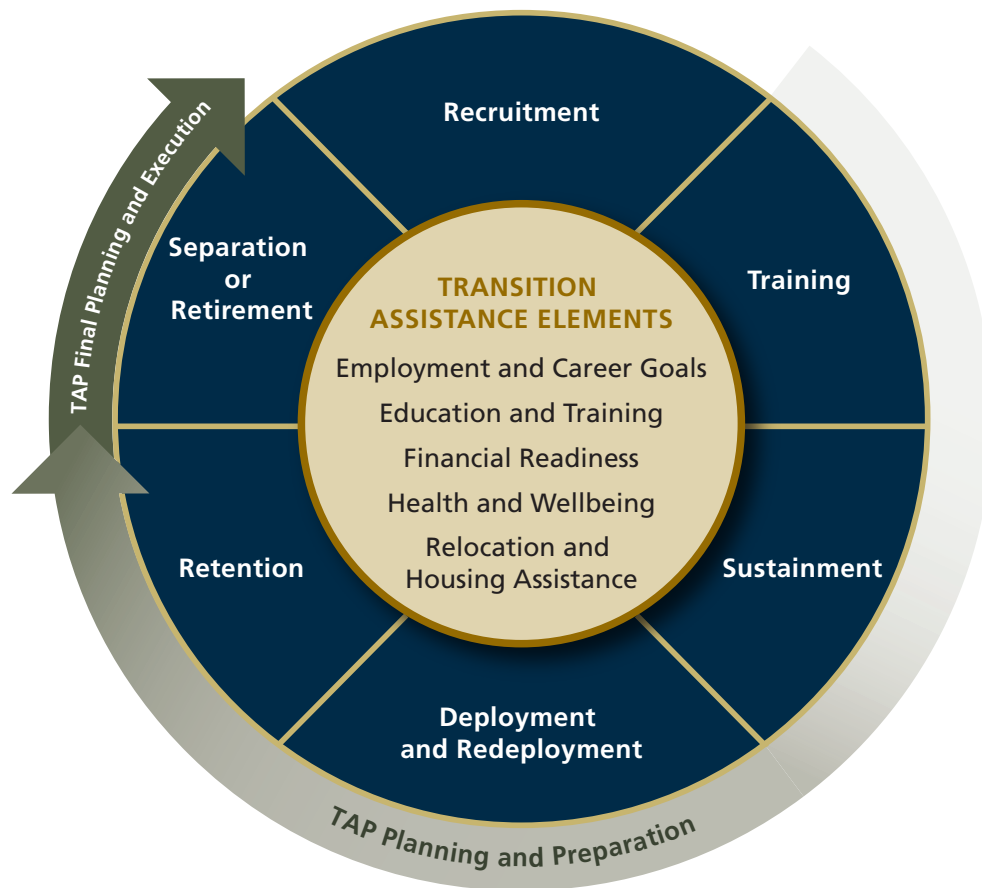 Recruitment
Training
Sustainment
Deployment
and Redeployment
Retention
Separation
or
Retirement
TRANSITION
ASSISTANCE ELEMENTS
Employment and Career Goals
Education and Training
Financial Readiness
Health and Wellbeing
Relocation and
Housing Assistance
TAP Planning and Preparation
TAP Final Planning and Execution